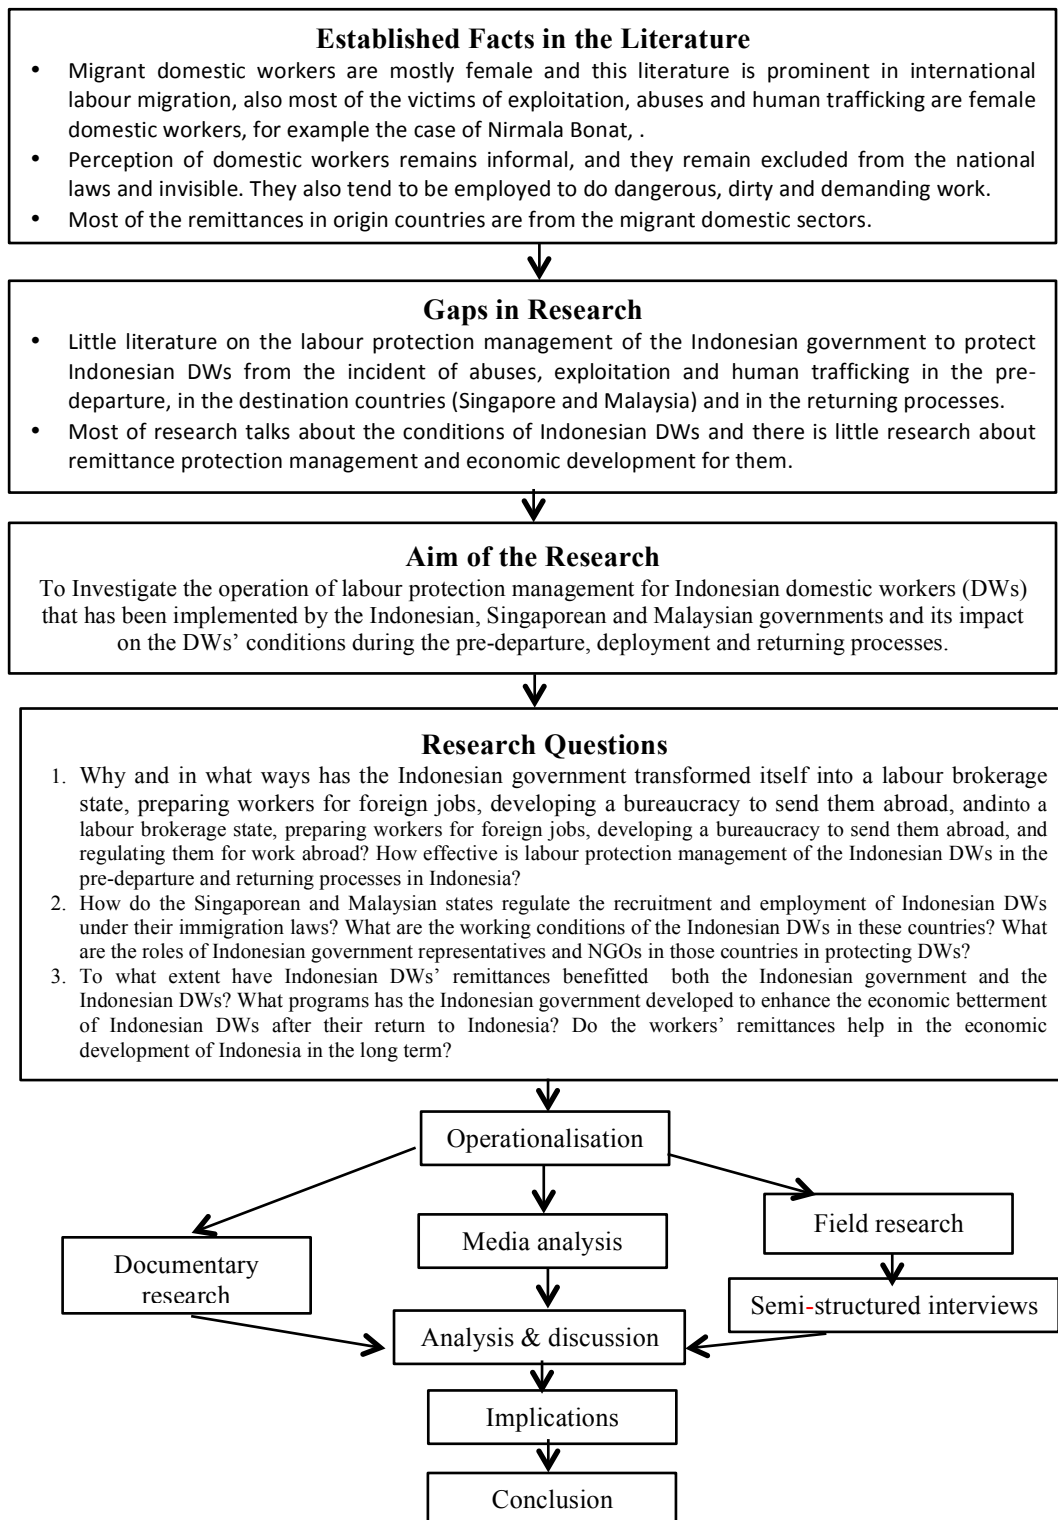 Established Facts in the Literature
• Migrant domestic workers are mostly female and this literature is prominent in international
labour migration, also most of the victims of exploitation, abuses and human trafficking are female
domestic workers, for example the case of Nirmala Bonat, .
• Perception of domestic workers remains informal, and they remain excluded from the national
laws and invisible. They also tend to be employed to do dangerous, dirty and demanding work.
• Most of the remittances in origin countries are from the migrant domestic sectors.
Gaps in Research
• Little literature on the labour protection management of the Indonesian government to protect
Indonesian DWs from the incident of abuses, exploitation and human trafficking in the pre-
departure, in the destination countries (Singapore and Malaysia) and in the returning processes.
• Most of research talks about the conditions of Indonesian DWs and there is little research about
remittance protection management and economic development for them.
Aim of the Research
To Investigate the operation of labour protection management for Indonesian domestic workers (DWs)
that has been implemented by the Indonesian, Singaporean and Malaysian governments and its impact
on the DWs' conditions during the pre-departure, deployment and returning processes.
Research Questions
1. Why and in what ways has the Indonesian government transformed itself into a labour brokerage
state, preparing workers for foreign jobs, developing a bureaucracy to send them abroad, andinto a
labour brokerage state, preparing workers for foreign jobs, developing a bureaucracy to send them abroad, and
regulating them for work abroad? How effective is labour protection management of the Indonesian DWs in the
pre-departure and returning processes in Indonesia?
2. How do the Singaporean and Malaysian states regulate the recruitment and employment of Indonesian DWs
under their immigration laws? What are the working conditions of the Indonesian DWs in these countries? What
are the roles of Indonesian government representatives and NGOs in those countries in protecting DWs?
3. To what extent have Indonesian DWs' remittances benefitted both the Indonesian government and the
Indonesian DWs? What programs has the Indonesian government developed to enhance the economic betterment
of Indonesian DWs after their return to Indonesia? Do the workers' remittances help in the economic
development of Indonesia in the long term?
Operationalisation
Documentary
research
Media analysis
Field research
Semi-structured interviews
Analysis & discussion
Implications
Conclusion